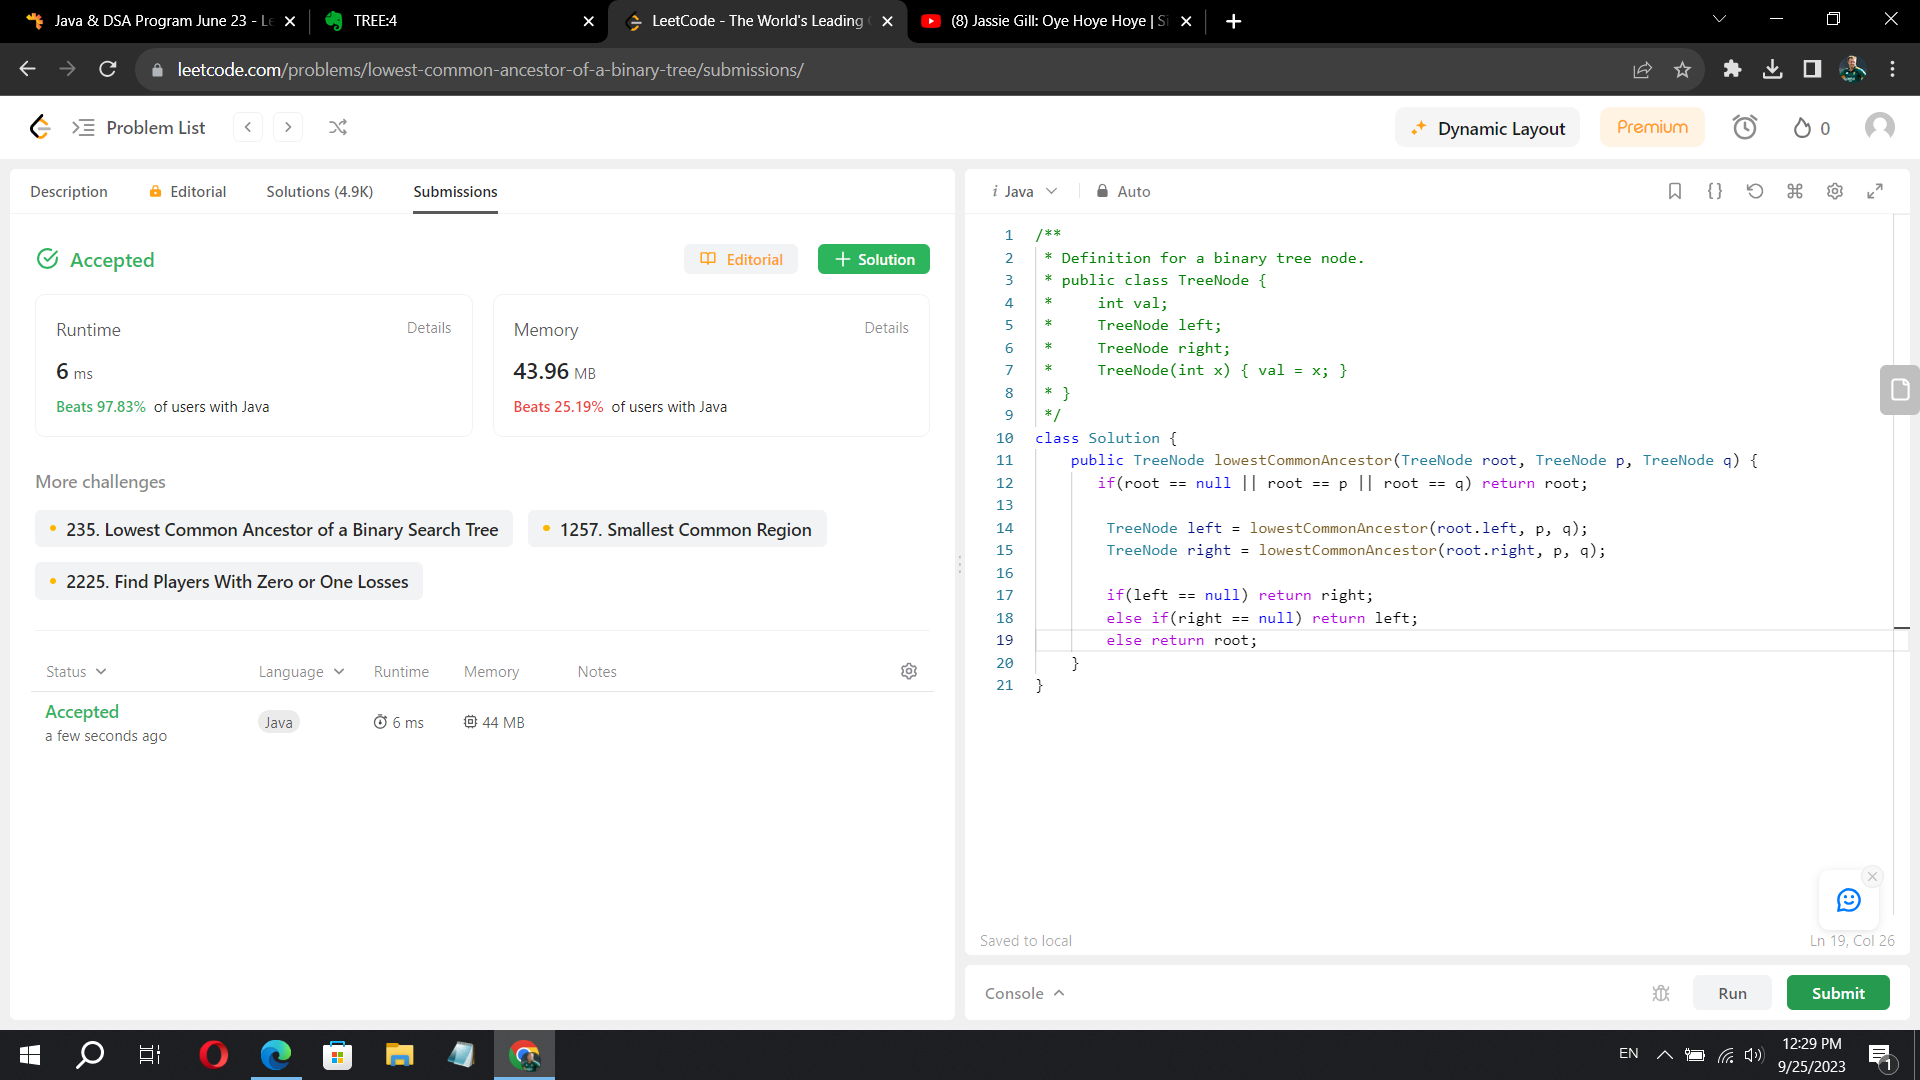 Java & DSA Program June 23 - Le
TREE:4
LeetCode - The World's Leading
(8) Jassie Gill: Oye Hoye Hoye | Si
leetcode.com/problems/lowest-common-ancestor-of-a-binary-tree/submissions/
Problem List
Dynamic Layout
Premium
0
Description
Editorial
Solutions (4.9K)
Submissions
Accepted
Editorial
+ Solution
Runtime
Details
6 ms
Beats 97.83% of users with Java
Memory
Details
43.96 MB
Beats 25.19% of users with Java
More challenges
235. Lowest Common Ancestor of a Binary Search Tree
1257. Smallest Common Region
2225. Find Players With Zero or One Losses
Status Language Runtime Memory Notes
Accepted
a few seconds ago
Java
6 ms
44 MB
i Java
Auto
1 /**
2 * Definition for a binary tree node.
3 * public class TreeNode {
4 *     int val;
5 *     TreeNode left;
6 *     TreeNode right;
7 *     TreeNode(int x) { val = x; }
8 * }
9 */
10 class Solution {
11     public TreeNode lowestCommonAncestor(TreeNode root, TreeNode p, TreeNode q) {
12        if(root == null || root == p || root == q) return root;
13
14         TreeNode left = lowestCommonAncestor(root.left, p, q);
15         TreeNode right = lowestCommonAncestor(root.right, p, q);
16
17         if(left == null) return right;
18         else if(right == null) return left;
19         else return root;
20     }
21 }
Saved to local
Ln 19, Col 26
Console
Run
Submit
EN
12:29 PM
9/25/2023
1